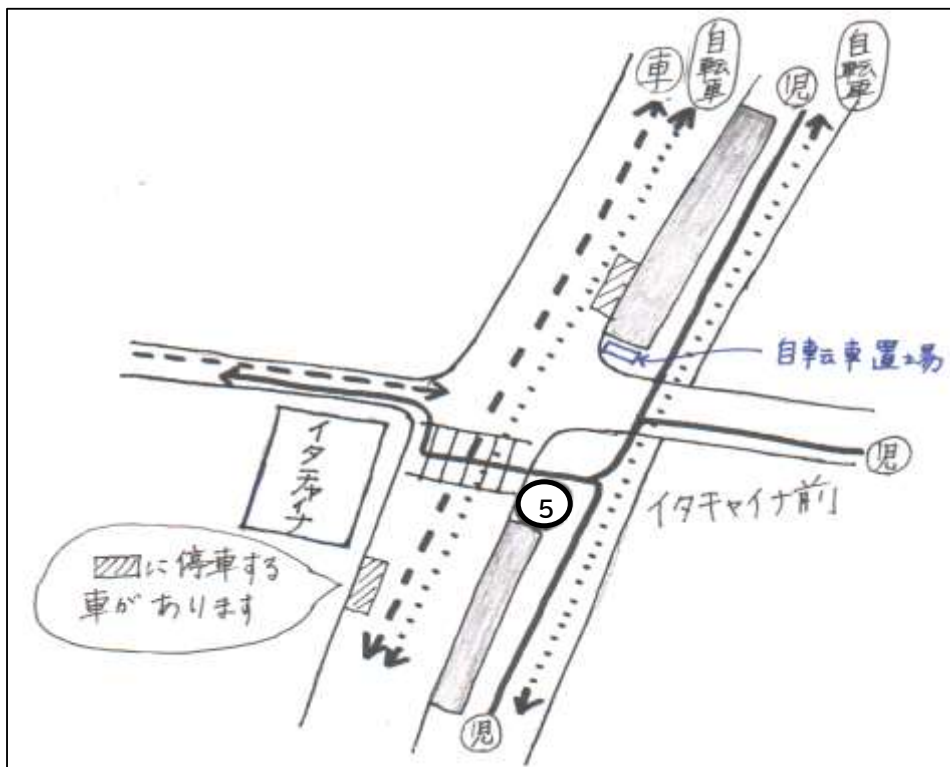 車
自転車
児
自転車
自転車置場
イタチャイナ
児
⑤
イタキャイナ前
▨に停車する
車があります
児